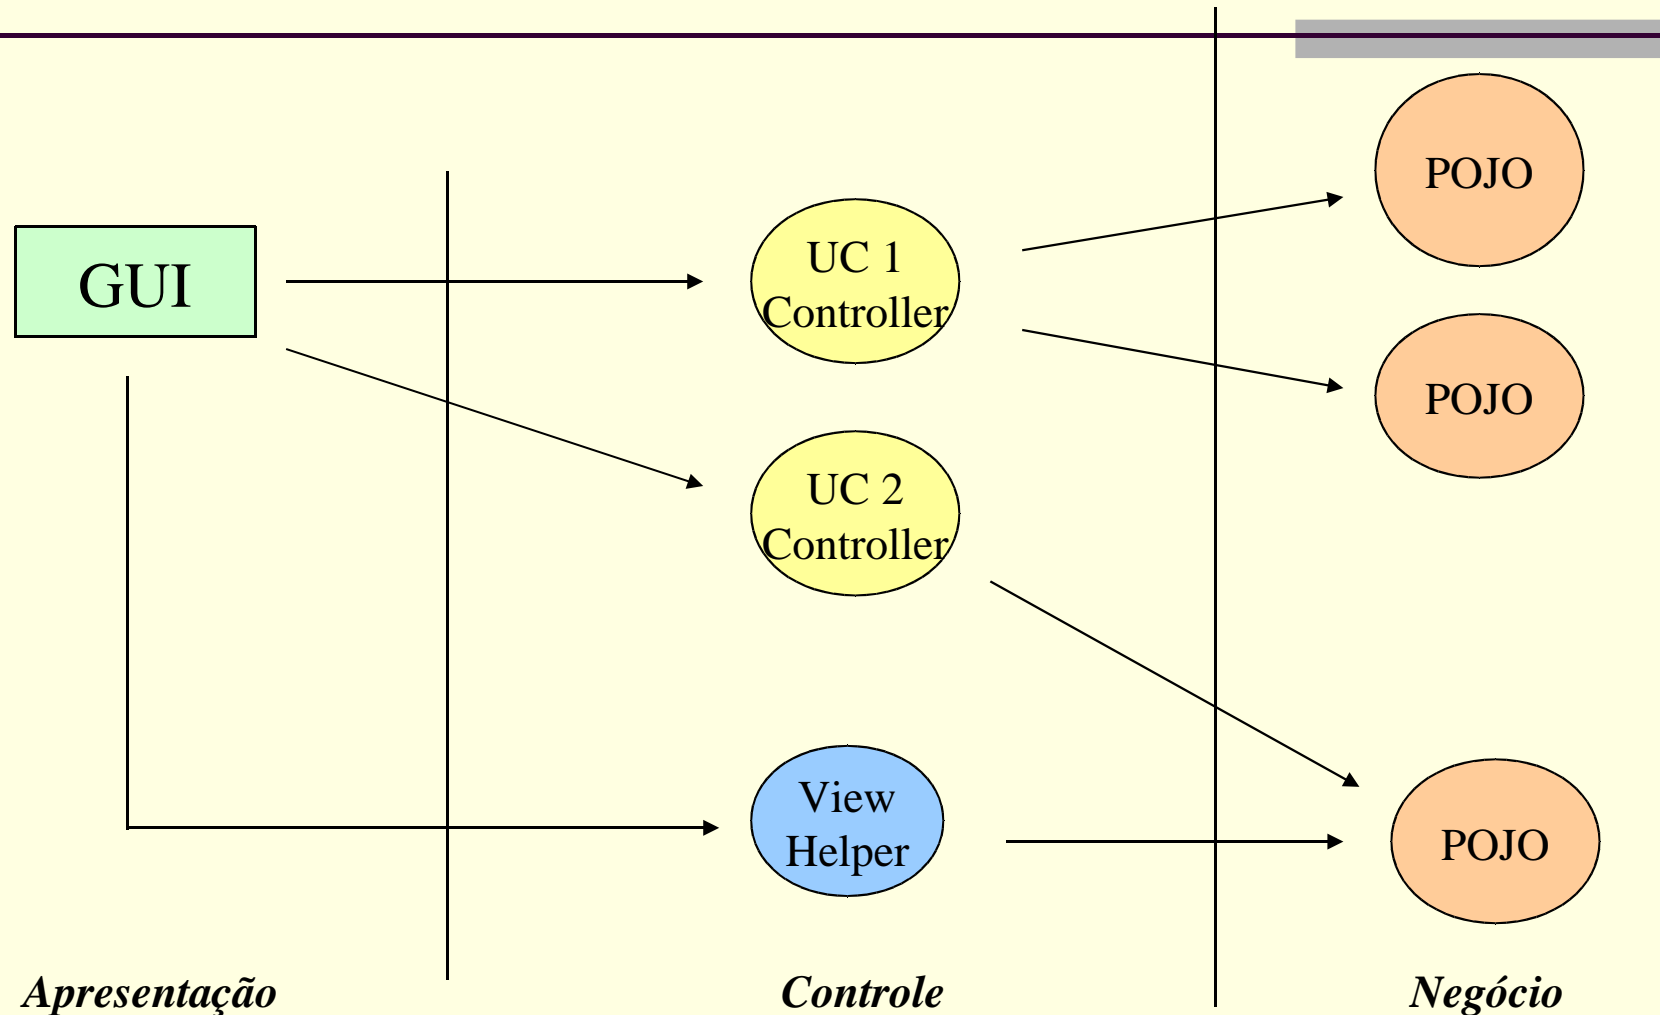 POJO
GUI
UC 1
Controller
POJO
UC 2
Controller
View
Helper
POJO
Apresentação
Controle
Negócio